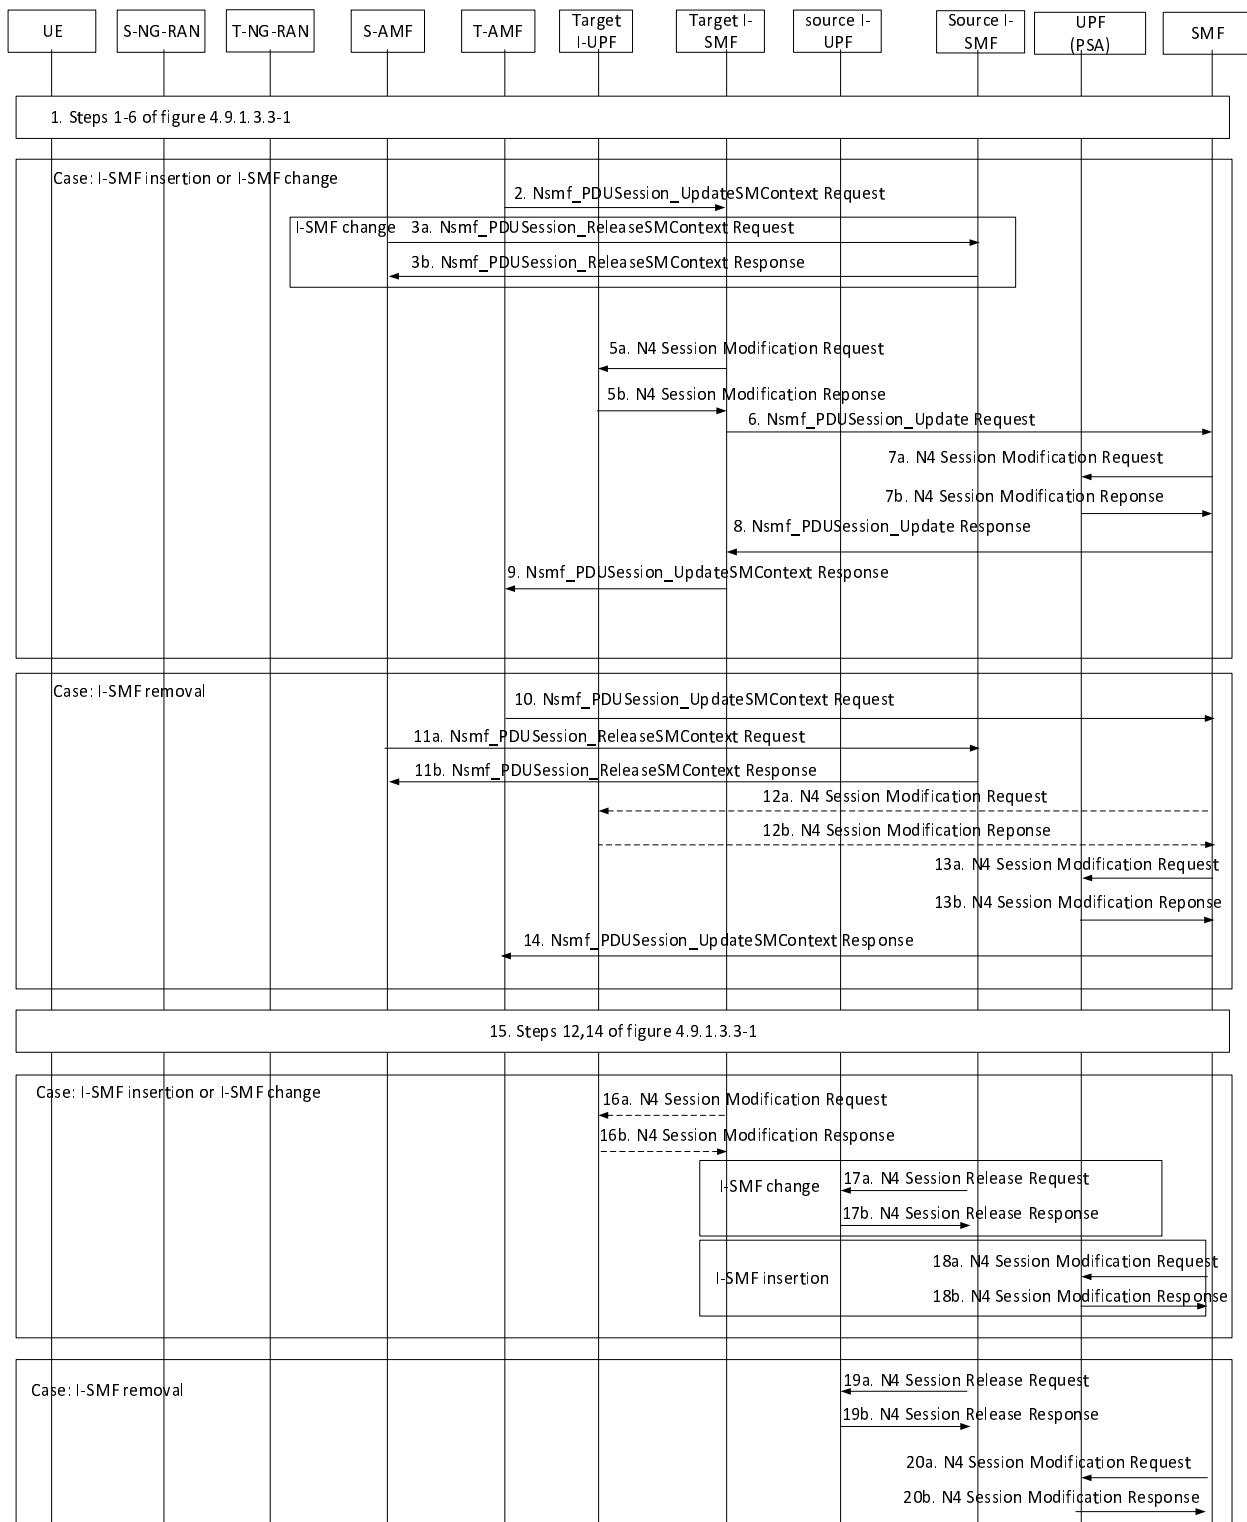 UE
S-NG-RAN
T-NG-RAN
S-AMF
T-AMF
Target
I-UPF
Target I-
SMF
source I-
UPF
Source I-
SMF
UPF
(PSA)
SMF
1. Steps 1-6 of figure 4.9.1.3.3-1
Case: I-SMF insertion or I-SMF change
2. Nsmf_PDUSession_UpdateSMContext Request
I-SMF change
3a. Nsmf_PDUSession_ReleaseSMContext Request
3b. Nsmf_PDUSession_ReleaseSMContext Response
5a. N4 Session Modification Request
5b. N4 Session Modification Reponse
6. Nsmf_PDUSession_Update Request
7a. N4 Session Modification Request
7b. N4 Session Modification Reponse
8. Nsmf_PDUSession_Update Response
9. Nsmf_PDUSession_UpdateSMContext Response
Case: I-SMF removal
10. Nsmf_PDUSession_UpdateSMContext Request
11a. Nsmf_PDUSession_ReleaseSMContext Request
11b. Nsmf_PDUSession_ReleaseSMContext Response
12a. N4 Session Modification Request
12b. N4 Session Modification Reponse
13a. N4 Session Modification Request
13b. N4 Session Modification Reponse
14. Nsmf_PDUSession_UpdateSMContext Response
15. Steps 12,14 of figure 4.9.1.3.3-1
Case: I-SMF insertion or I-SMF change
16a. N4 Session Modification Request
16b. N4 Session Modification Response
I-SMF change
17a. N4 Session Release Request
17b. N4 Session Release Response
I-SMF insertion
18a. N4 Session Modification Request
18b. N4 Session Modification Response
Case: I-SMF removal
19a. N4 Session Release Request
19b. N4 Session Release Response
20a. N4 Session Modification Request
20b. N4 Session Modification Response